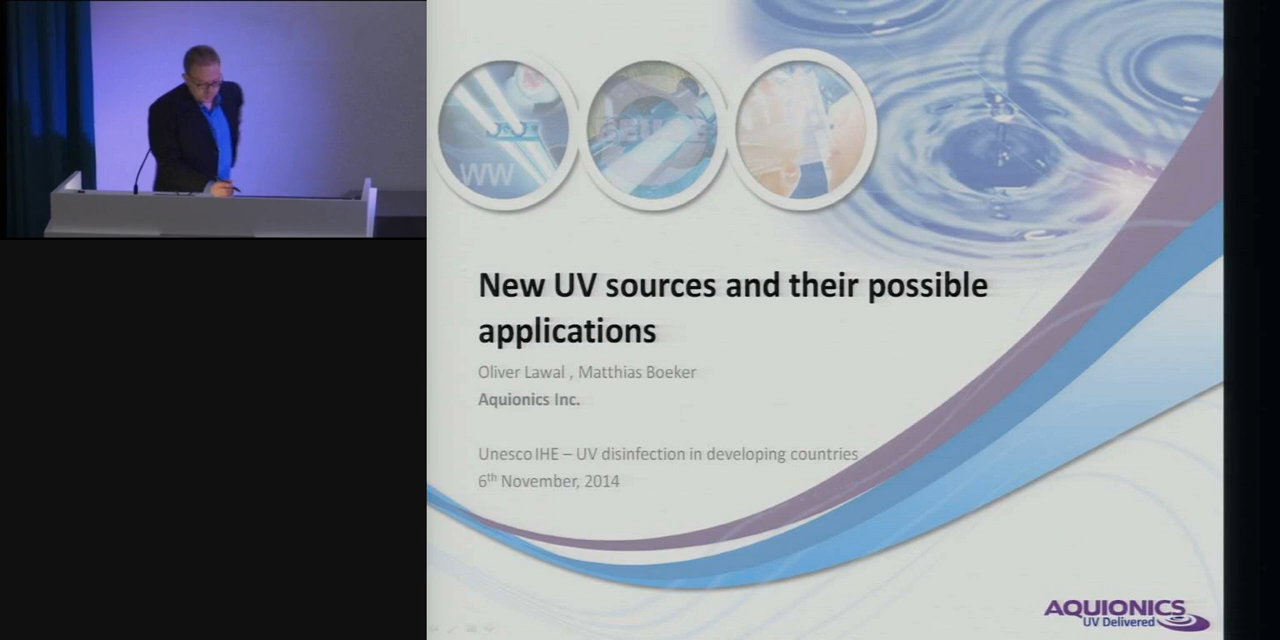 New UV sources and their possible
applications
Oliver Lawal , Matthias Boeker
Aquionics Inc.
Unesco IHE – UV disinfection in developing countries
6th November, 2014
AQUIONICS
UV Delivered
WW